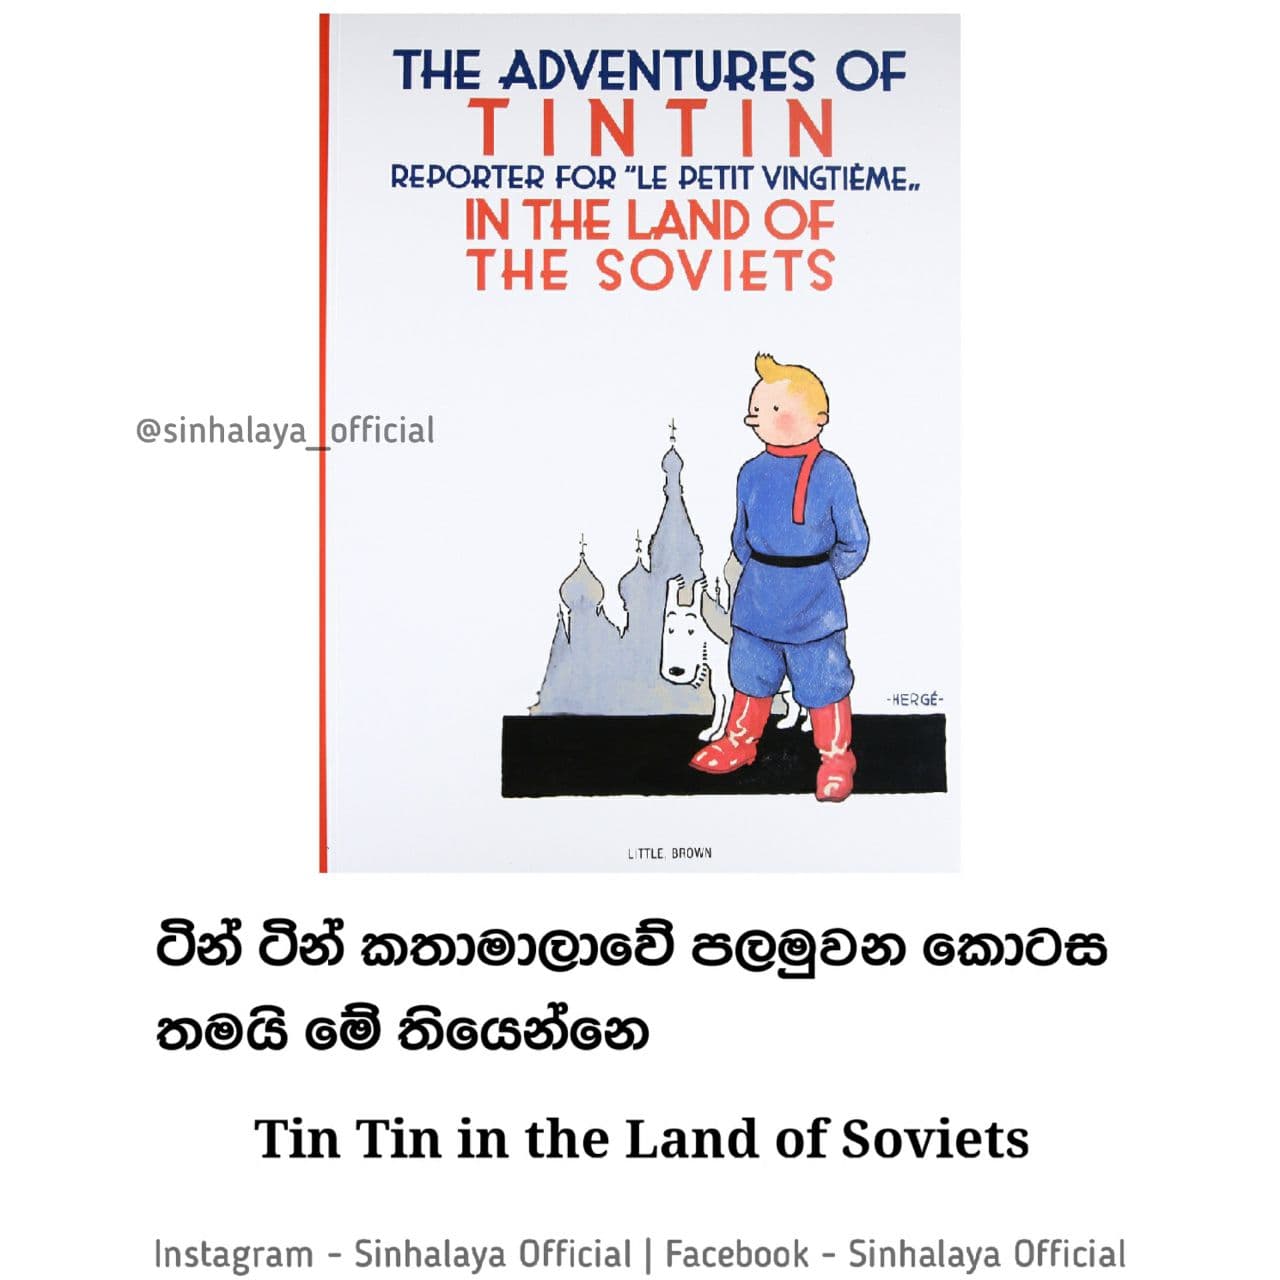 THE ADVENTURES OF
TINTIN
REPORTER FOR "LE PETIT VINGTIÈME„
IN THE LAND OF
THE SOVIETS
@sinhalaya_official
-HERGÉ-
LITTLE, BROWN
ටින් ටින් කතාමාලාවේ පලමුවන කොටස
තමයි මේ තියෙන්නෙ
Tin Tin in the Land of Soviets
Instagram - Sinhalaya Official | Facebook - Sinhalaya Official